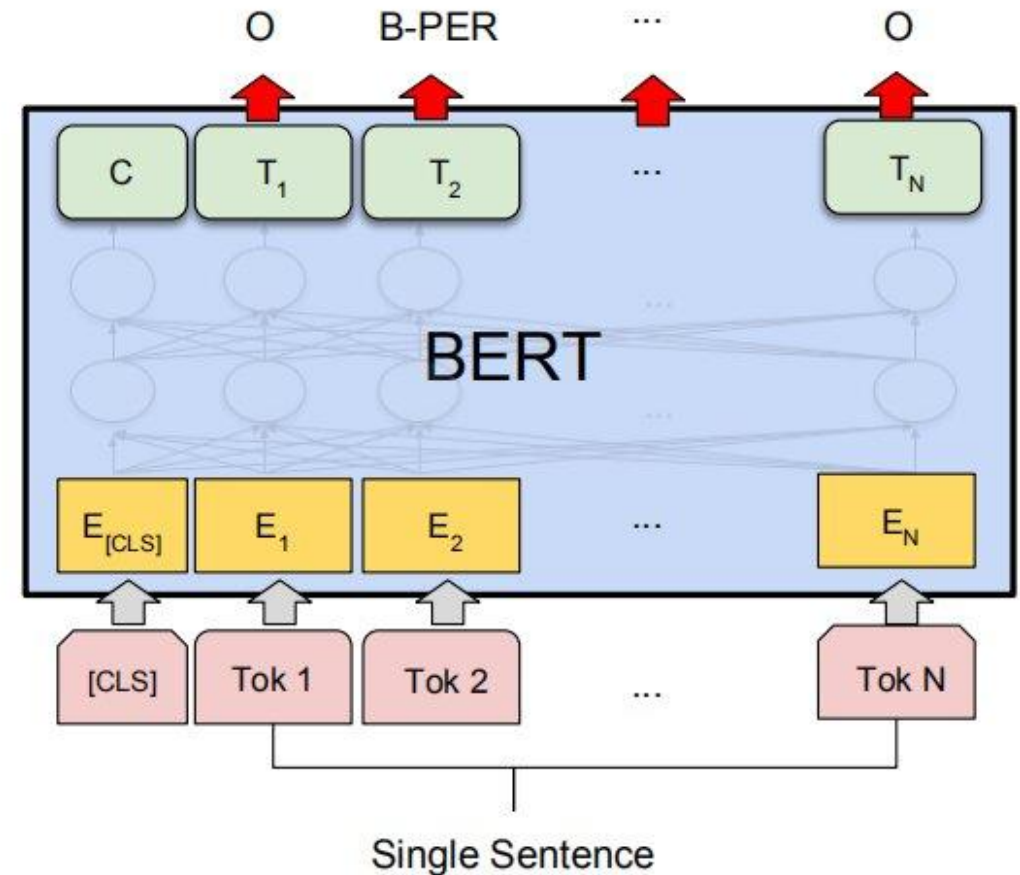 O B-PER ... O
C T1 T2 ... TN
...
BERT
...
E[CLS] E1 E2 ... EN
[CLS] Tok 1 Tok 2 ... Tok N
Single Sentence